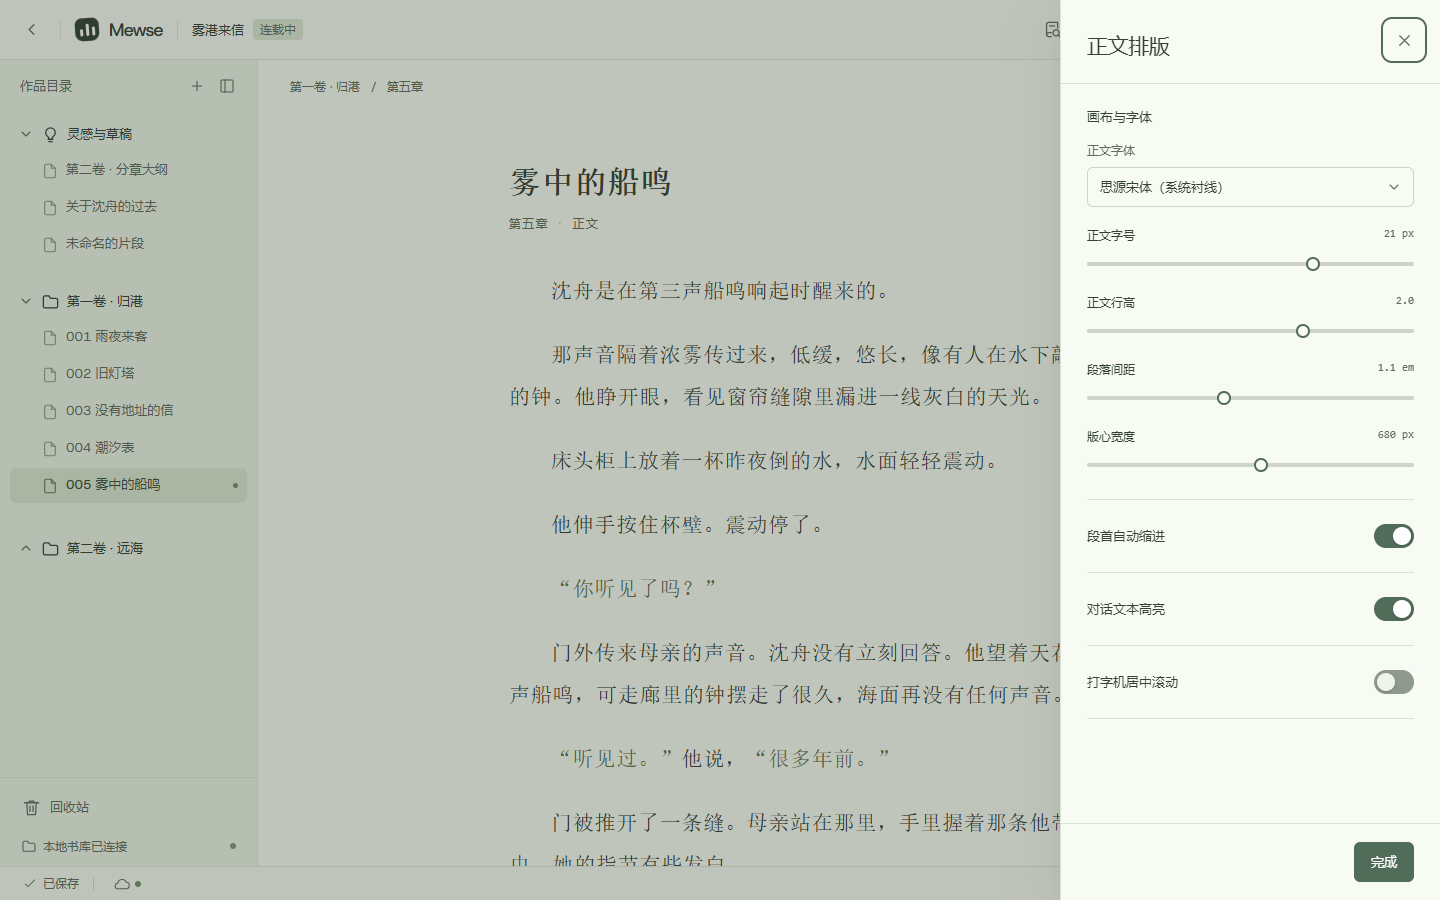 Mewse
雾港来信
连载中
作品目录
灵感与草稿
第二卷 · 分章大纲
关于沈舟的过去
未命名的片段
第一卷 · 归港
001 雨夜来客
002 旧灯塔
003 没有地址的信
004 潮汐表
005 雾中的船鸣
第二卷 · 远海
回收站
本地书库已连接
已保存
第一卷 · 归港 / 第五章
雾中的船鸣
第五章 · 正文
沈舟是在第三声船鸣响起时醒来的。
那声音隔着浓雾传过来，低缓，悠长，像有人在水下敲
的钟。他睁开眼，看见窗帘缝隙里漏进一线灰白的天光。
床头柜上放着一杯昨夜倒的水，水面轻轻震动。
他伸手按住杯壁。震动停了。
“你听见了吗？”
门外传来母亲的声音。沈舟没有立刻回答。他望着天花
声船鸣，可走廊里的钟摆走了很久，海面再没有任何声音。
“听见过。”他说，“很多年前。”
门被推开了一条缝。母亲站在那里，手里握着那条他带
她的指节有些发白
正文排版
画布与字体
正文字体
思源宋体（系统衬线）
正文字号
21 px
正文行高
2.0
段落间距
1.1 em
版心宽度
680 px
段首自动缩进
对话文本高亮
打字机居中滚动
完成